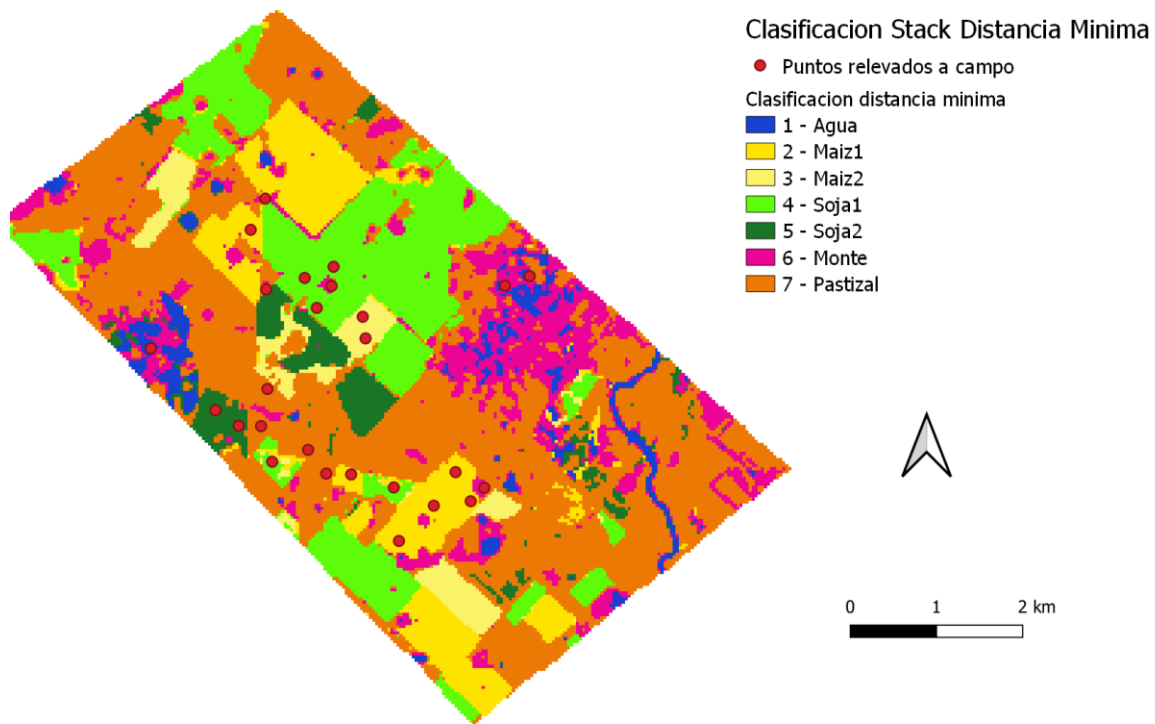 Clasificacion Stack Distancia Minima
Puntos relevados a campo
Clasificacion distancia minima
1 - Agua
2 - Maiz1
3 - Maiz2
4 - Soja1
5 - Soja2
6 - Monte
7 - Pastizal
0 1 2 km